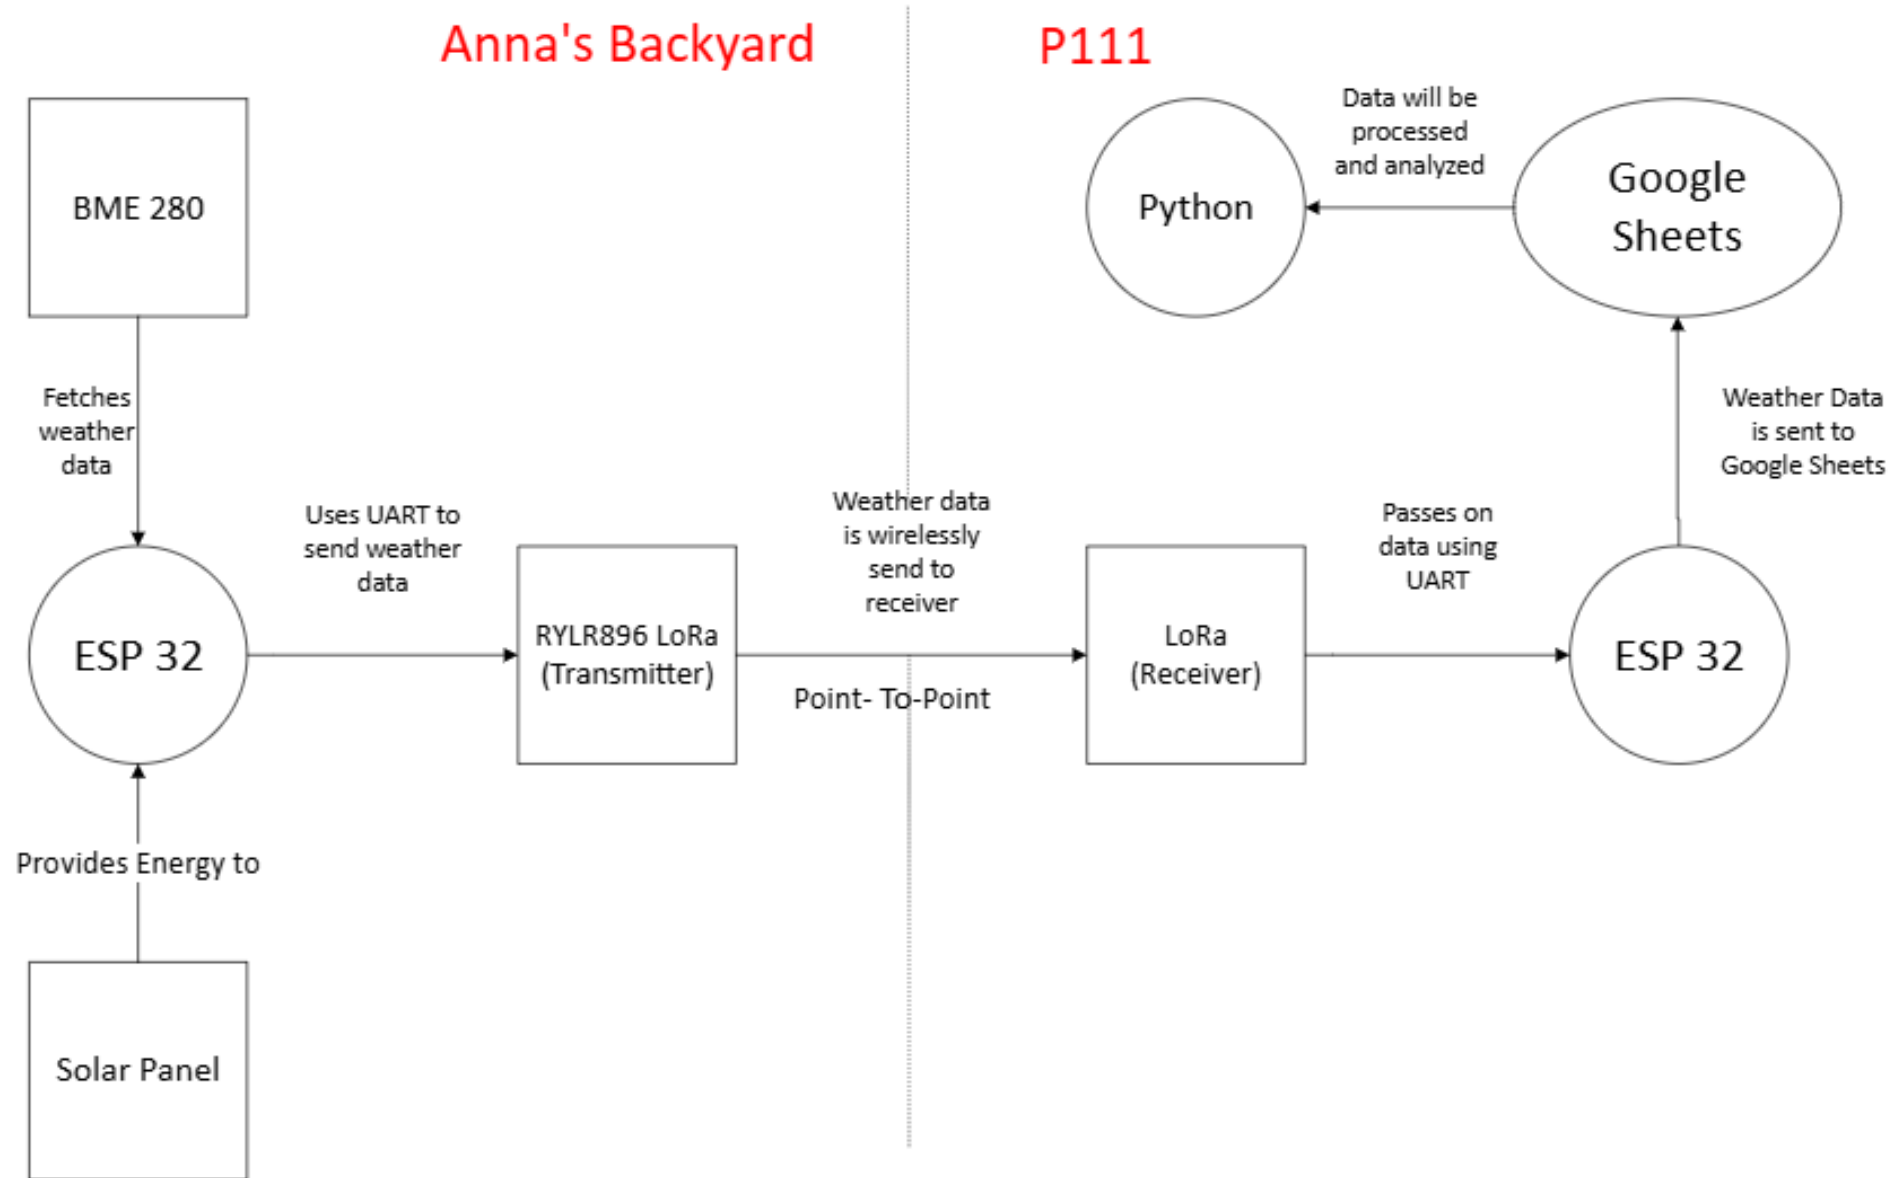 Anna's Backyard
P111
BME 280
Fetches
weather
data
ESP 32
Provides Energy to
Solar Panel
Uses UART to
send weather
data
RYLR896 LoRa
(Transmitter)
Weather data
is wirelessly
send to
receiver
Point- To-Point
LoRa
(Receiver)
Passes on
data using
UART
ESP 32
Weather Data
is sent to
Google Sheets
Google
Sheets
Data will be
processed
and analyzed
Python